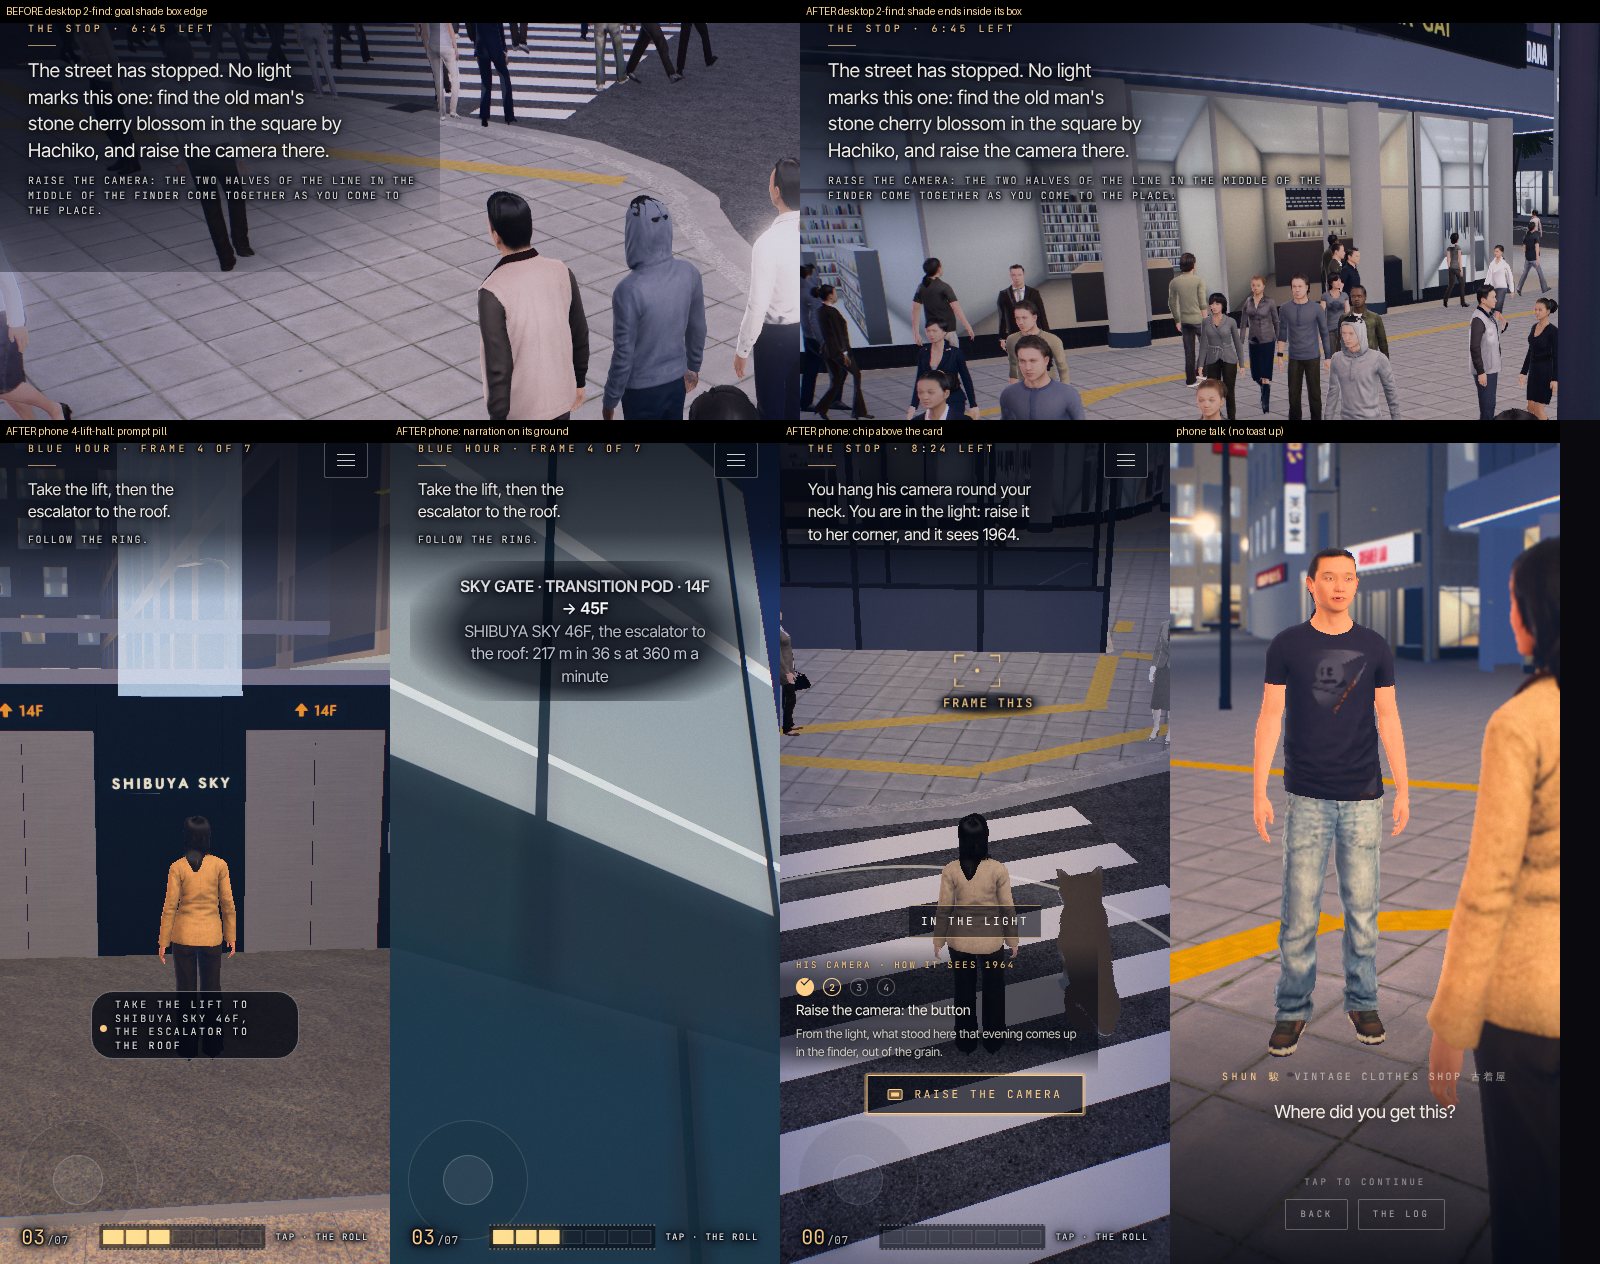 BEFORE desktop 2-find: goal shade box edge
THE STOP · 6:45 LEFT
The street has stopped. No light
marks this one: find the old man's
stone cherry blossom in the square by
Hachiko, and raise the camera there.
RAISE THE CAMERA: THE TWO HALVES OF THE LINE IN THE
MIDDLE OF THE FINDER COME TOGETHER AS YOU COME TO
THE PLACE.
AFTER desktop 2-find: shade ends inside its box
THE STOP · 6:45 LEFT
The street has stopped. No light
marks this one: find the old man's
stone cherry blossom in the square by
Hachiko, and raise the camera there.
RAISE THE CAMERA: THE TWO HALVES OF THE LINE IN THE MIDDLE OF THE
FINDER COME TOGETHER AS YOU COME TO THE PLACE.
DANA
AFTER phone 4-lift-hall: prompt pill
BLUE HOUR · FRAME 4 OF 7
Take the lift, then the
escalator to the roof.
FOLLOW THE RING.
14F
14F
SHIBUYA SKY
TAKE THE LIFT TO
SHIBUYA SKY 46F,
THE ESCALATOR TO
THE ROOF
03/07
TAP · THE ROLL
AFTER phone: narration on its ground
BLUE HOUR · FRAME 4 OF 7
Take the lift, then the
escalator to the roof.
FOLLOW THE RING.
SKY GATE · TRANSITION POD · 14F
→ 45F
SHIBUYA SKY 46F, the escalator to
the roof: 217 m in 36 s at 360 m a
minute
03/07
TAP · THE ROLL
AFTER phone: chip above the card
THE STOP · 8:24 LEFT
You hang his camera round your
neck. You are in the light: raise it
to her corner, and it sees 1964.
FRAME THIS
IN THE LIGHT
HIS CAMERA · HOW IT SEES 1964
2 3 4
Raise the camera: the button
From the light, what stood here that evening comes up
in the finder, out of the grain.
RAISE THE CAMERA
00/07
TAP · THE ROLL
phone talk (no toast up)
SHUN 駿 VINTAGE CLOTHES SHOP 古着屋
Where did you get this?
TAP TO CONTINUE
BACK
THE LOG